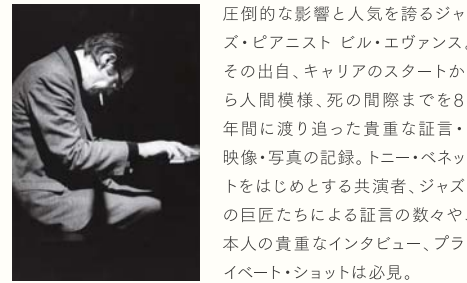 圧倒的な影響と人気を誇るジャ
ズ・ピアニスト ビル・エヴァンス。
その出自、キャリアのスタートか
ら人間模様、死の間際までを8
年間に渡り追った貴重な証言・
映像・写真の記録。トニー・ベネッ
トをはじめとする共演者、ジャズ
の巨匠たちによる証言の数々や、
本人の貴重なインタビュー、プラ
イベート・ショットは必見。